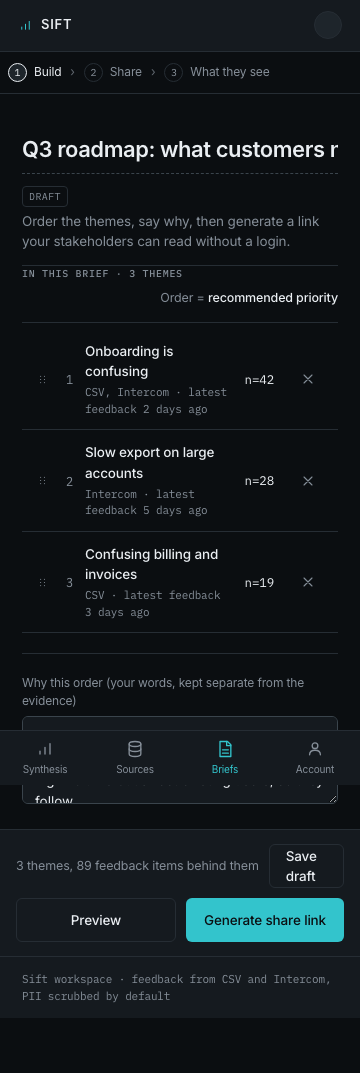 SIFT
1 Build › 2 Share › 3 What they see
Q3 roadmap: what customers r
DRAFT
Order the themes, say why, then generate a link
your stakeholders can read without a login.
IN THIS BRIEF · 3 THEMES
Order = recommended priority
1
Onboarding is
confusing
CSV, Intercom · latest
feedback 2 days ago
n=42
2
Slow export on large
accounts
Intercom · latest
feedback 5 days ago
n=28
3
Confusing billing and
invoices
CSV · latest feedback
3 days ago
n=19
Why this order (your words, kept separate from the
evidence)
Synthesis
Sources
Briefs
Account
follow
3 themes, 89 feedback items behind them
Save
draft
Preview
Generate share link
Sift workspace · feedback from CSV and Intercom,
PII scrubbed by default